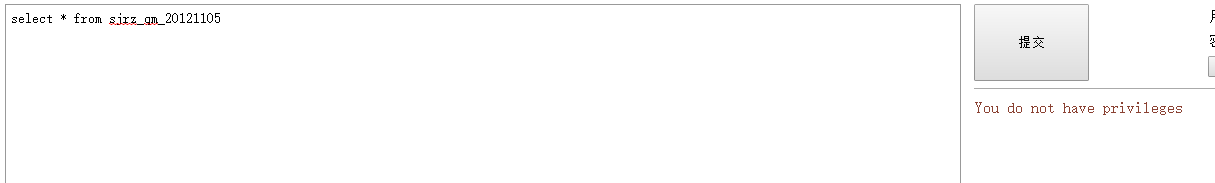 select * from sjrz_qm_20121105
提交
You do not have privileges